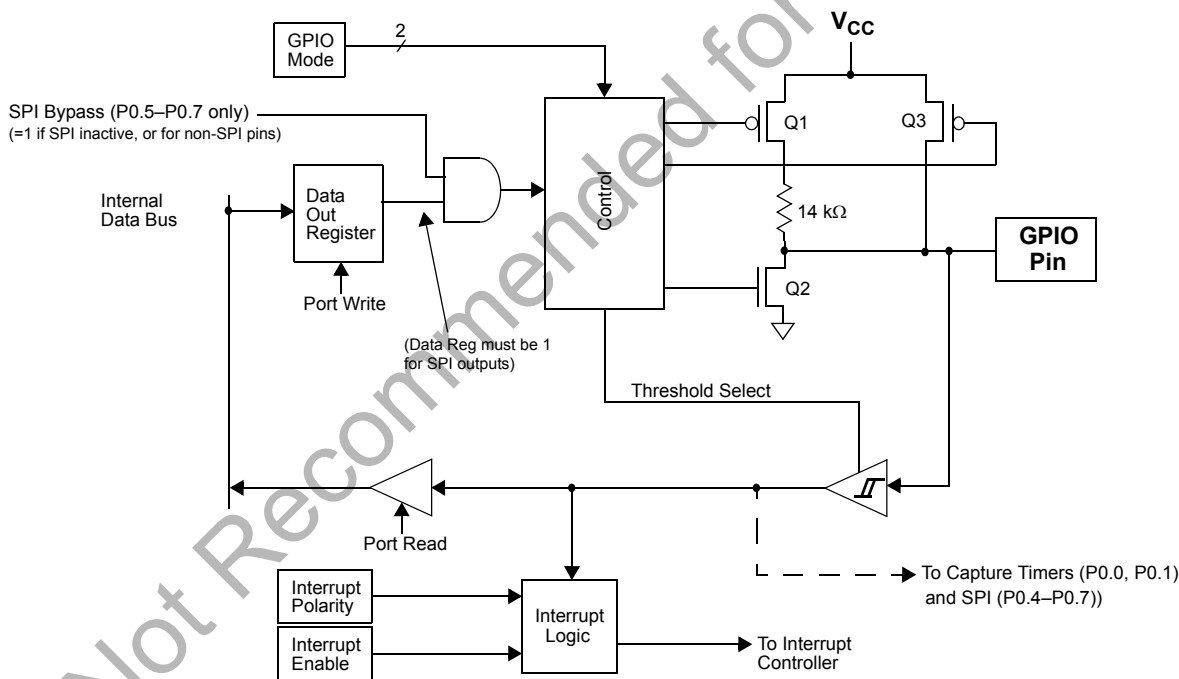 VCC
GPIO
Mode
2
SPI Bypass (P0.5–P0.7 only)
(=1 if SPI inactive, or for non-SPI pins)
Q1
Q3
Internal
Data Bus
Data
Out
Register
Control
14 kΩ
GPIO
Pin
Port Write
Q2
(Data Reg must be 1
for SPI outputs)
Threshold Select
Port Read
To Capture Timers (P0.0, P0.1)
and SPI (P0.4–P0.7))
Interrupt
Polarity
Interrupt
Logic
Interrupt
Enable
To Interrupt
Controller
Not Recommended for